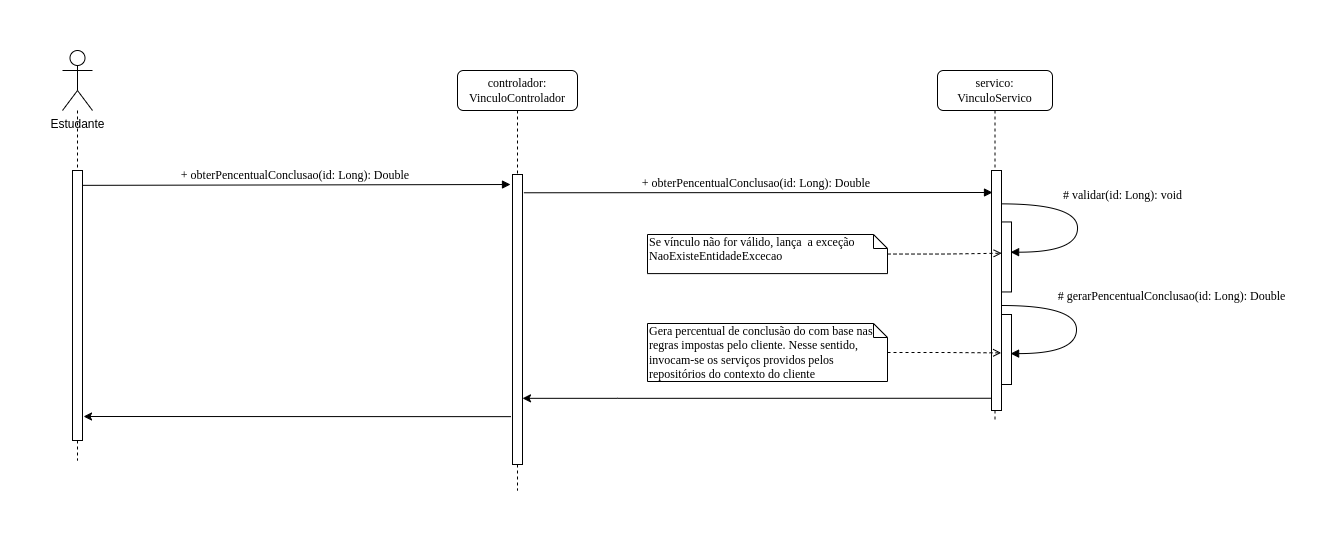 Estudante
controlador:
VinculoControlador
servico:
VinculoServico
+ obterPencentualConclusao(id: Long): Double
+ obterPencentualConclusao(id: Long): Double
# validar(id: Long): void
Se vínculo não for válido, lança a exceção
NaoExisteEntidadeExcecao
# gerarPencentualConclusao(id: Long): Double
Gera percentual de conclusão do com base nas
regras impostas pelo cliente. Nesse sentido,
invocam-se os serviços providos pelos
repositórios do contexto do cliente